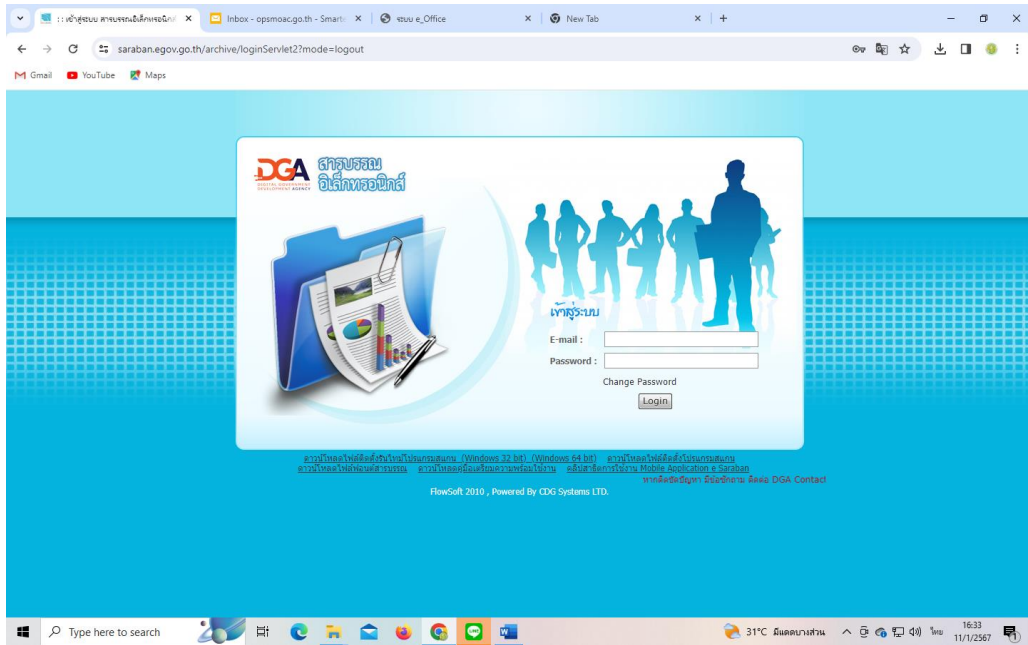 : : เข้าสู่ระบบ สารบรรณอิเล็กทรอนิกส์
Inbox - opsmoac.go.th - Smarte
ระบบ e_Office
New Tab
saraban.egov.go.th/archive/loginServlet2?mode=logout
Gmail YouTube Maps
DGA
DIGITAL GOVERNMENT
DEVELOPMENT AGENCY
สารบรรณ
อิเล็กทรอนิกส์
เข้าสู่ระบบ
E-mail :
Password :
Change Password
Login
ดาวน์โหลดไฟล์ติดตั้งรันไทม์โปรแกรมสแกน (Windows 32 bit) (Windows 64 bit) ดาวน์โหลดไฟล์ติดตั้งโปรแกรมสแกน
ดาวน์โหลดไฟล์ฟอนต์สารบรรณ ดาวน์โหลดคู่มือเตรียมความพร้อมใช้งาน คลิปสาธิตการใช้งาน Mobile Application e Saraban
หากติดขัดปัญหา มีข้อซักถาม ติดต่อ DGA Contact
FlowSoft 2010 , Powered By CDG Systems LTD.
Type here to search
31°C มีแดดบางส่วน
ไทย
16:33
11/1/2567